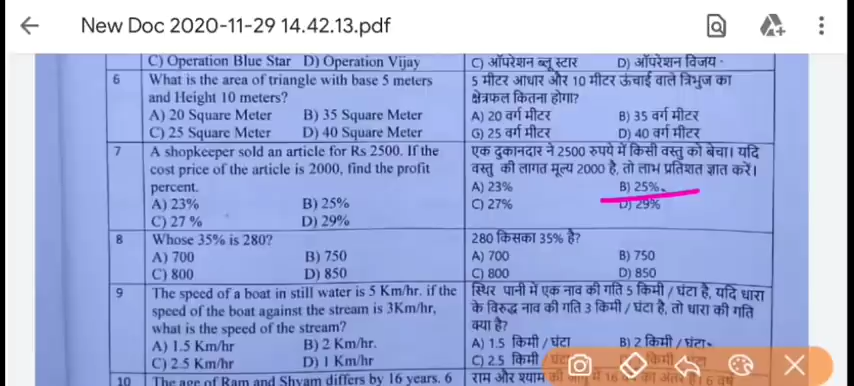 New Doc 2020-11-29 14.42.13.pdf
C) Operation Blue Star D) Operation Vijay
6 What is the area of triangle with base 5 meters
and Height 10 meters?
A) 20 Square Meter B) 35 Square Meter
C) 25 Square Meter D) 40 Square Meter
7 A shopkeeper sold an article for Rs 2500. If the
cost price of the article is 2000, find the profit
percent.
A) 23% B) 25%
C) 27 % D) 29%
8 Whose 35% is 280?
A) 700 B) 750
C) 800 D) 850
9 The speed of a boat in still water is 5 Km/hr. if the
speed of the boat against the stream is 3Km/hr,
what is the speed of the stream?
A) 1.5 Km/hr B) 2 Km/hr.
C) 2.5 Km/hr D) 1 Km/hr
10 The age of Ram and Shyam differs by 16 years. 6
C) ऑपरेशन ब्लू स्टार D) ऑपरेशन विजय
5 मीटर आधार और 10 मीटर ऊंचाई वाले त्रिभुज का
क्षेत्रफल कितना होगा?
A) 20 वर्ग मीटर B) 35 वर्ग मीटर
C) 25 वर्ग मीटर D) 40 वर्ग मीटर
एक दुकानदार ने 2500 रुपये में किसी वस्तु को बेचा। यदि
वस्तु की लागत मूल्य 2000 है, तो लाभ प्रतिशत ज्ञात करें।
A) 23% B) 25%
C) 27% D) 29%
280 किसका 35% है?
A) 700 B) 750
C) 800 D) 850
स्थिर पानी में एक नाव की गति 5 किमी / घंटा है, यदि धारा
के विरुद्ध नाव की गति 3 किमी / घंटा है, तो धारा की गति
क्या है?
A) 1.5 किमी / घंटा B) 2 किमी / घंटा
C) 2.5 किमी
राम और श्याम की